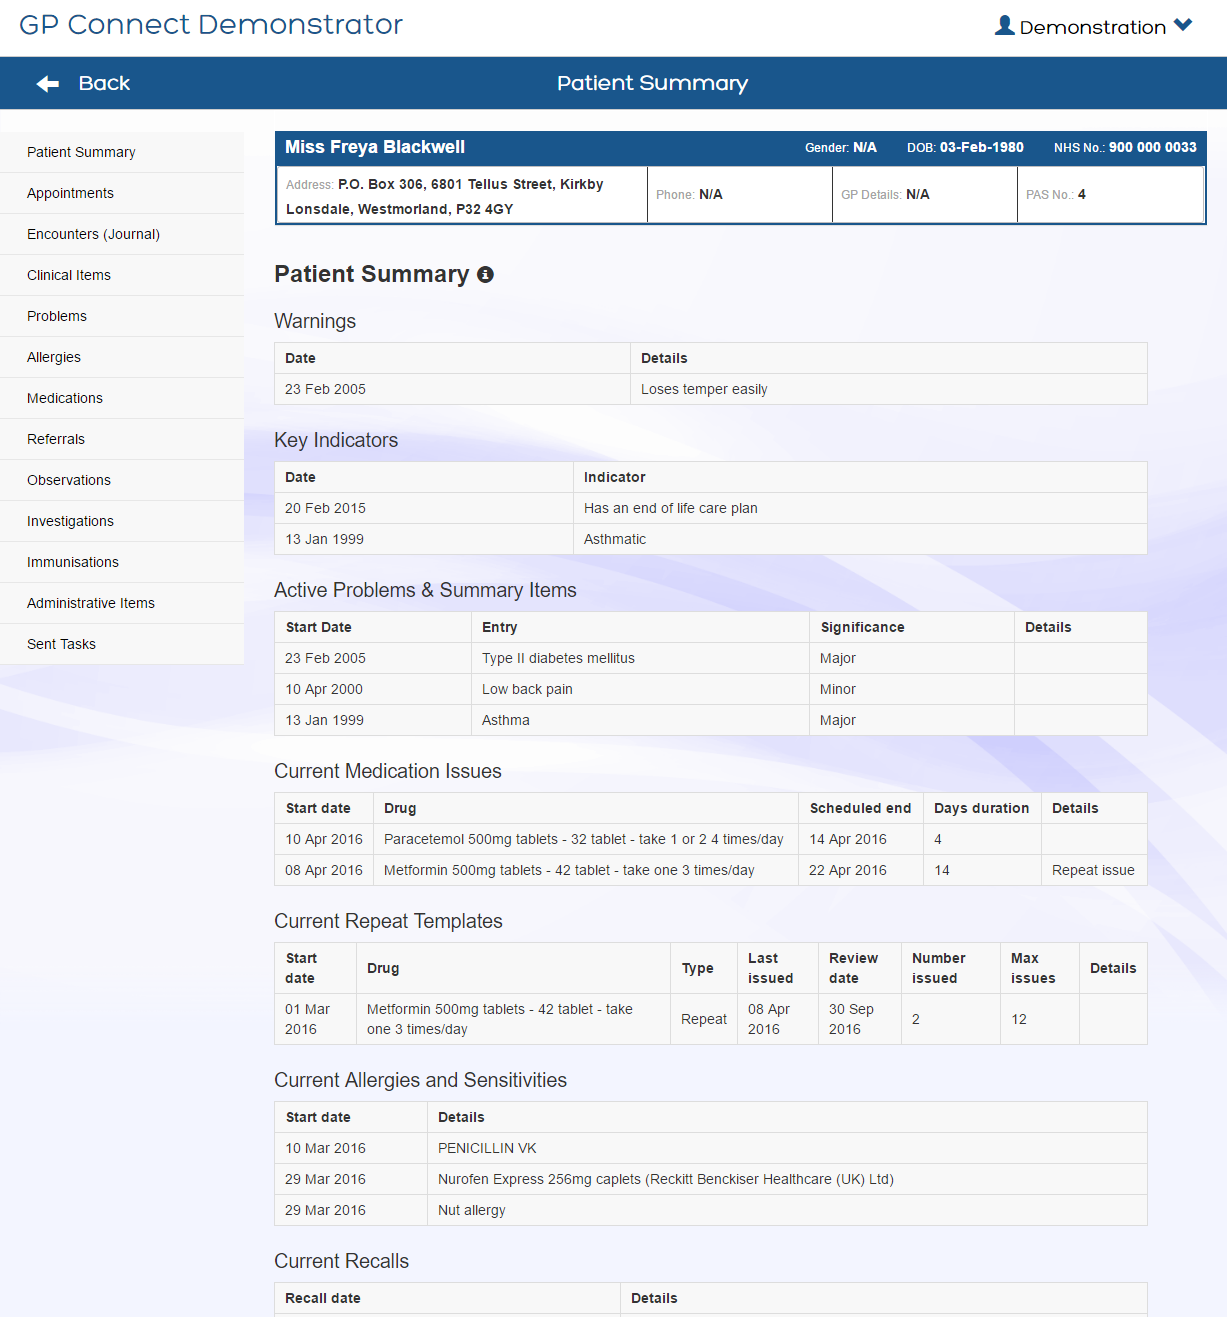 GP Connect Demonstrator
Demonstration
Back
Patient Summary
Patient Summary
Appointments
Encounters (Journal)
Clinical Items
Problems
Allergies
Medications
Referrals
Observations
Investigations
Immunisations
Administrative Items
Sent Tasks
Miss Freya Blackwell Gender: N/A DOB: 03-Feb-1980 NHS No.: 900 000 0033
Address: P.O. Box 306, 6801 Tellus Street, Kirkby
Lonsdale, Westmorland, P32 4GY
Phone: N/A
GP Details: N/A
PAS No.: 4
Patient Summary
Warnings
Date Details
23 Feb 2005 Loses temper easily
Key Indicators
Date Indicator
20 Feb 2015 Has an end of life care plan
13 Jan 1999 Asthmatic
Active Problems & Summary Items
Start Date Entry Significance Details
23 Feb 2005 Type II diabetes mellitus Major
10 Apr 2000 Low back pain Minor
13 Jan 1999 Asthma Major
Current Medication Issues
Start date Drug Scheduled end Days duration Details
10 Apr 2016 Paracetemol 500mg tablets - 32 tablet - take 1 or 2 4 times/day 14 Apr 2016 4
08 Apr 2016 Metformin 500mg tablets - 42 tablet - take one 3 times/day 22 Apr 2016 14 Repeat issue
Current Repeat Templates
Start date Drug Type Last issued Review date Number issued Max issues Details
01 Mar 2016 Metformin 500mg tablets - 42 tablet - take one 3 times/day Repeat 08 Apr 2016 30 Sep 2016 2 12
Current Allergies and Sensitivities
Start date Details
10 Mar 2016 PENICILLIN VK
29 Mar 2016 Nurofen Express 256mg caplets (Reckitt Benckiser Healthcare (UK) Ltd)
29 Mar 2016 Nut allergy
Current Recalls
Recall date Details